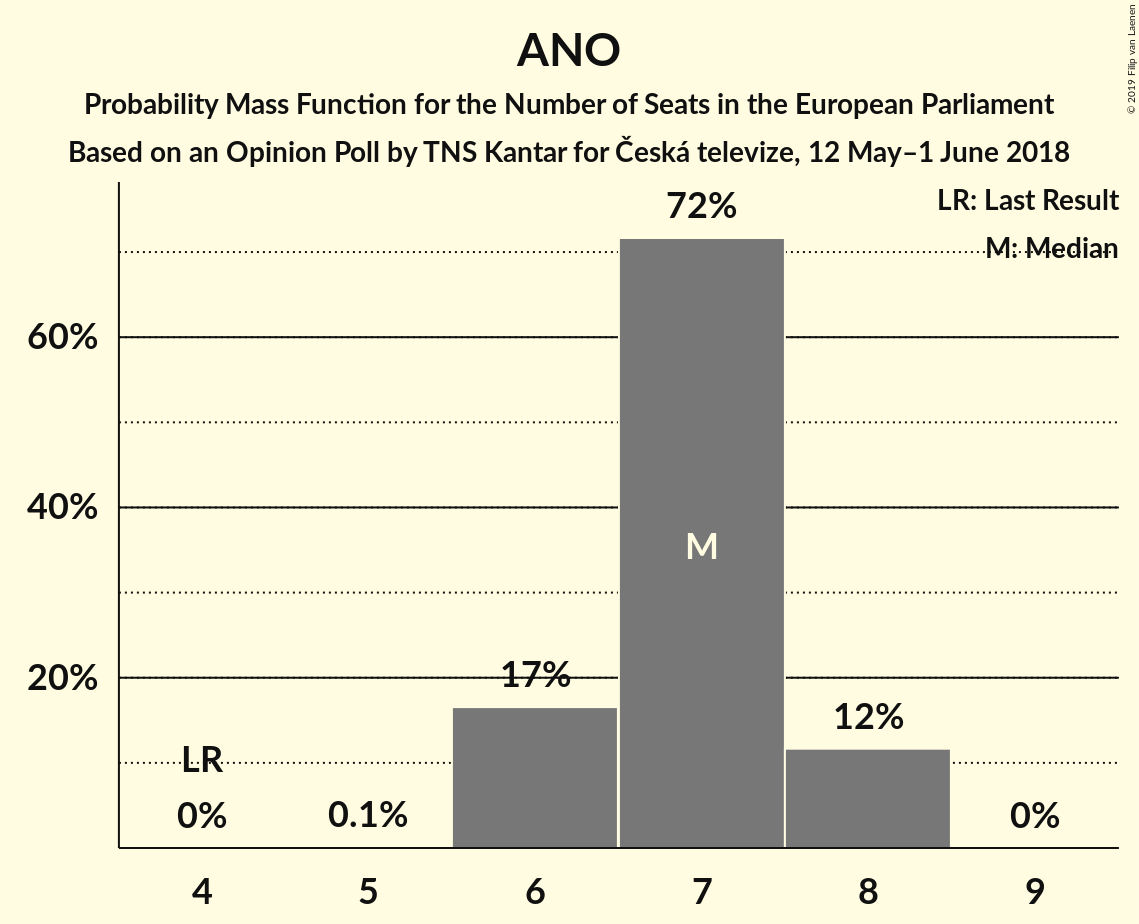 ANO
Probability Mass Function for the Number of Seats in the European Parliament
Based on an Opinion Poll by TNS Kantar for Česká televize, 12 May–1 June 2018
© 2019 Filip van Laenen
LR: Last Result
M: Median
72%
60%
40%
20%
M
17%
12%
LR
0%
0.1%
0%
4 5 6 7 8 9